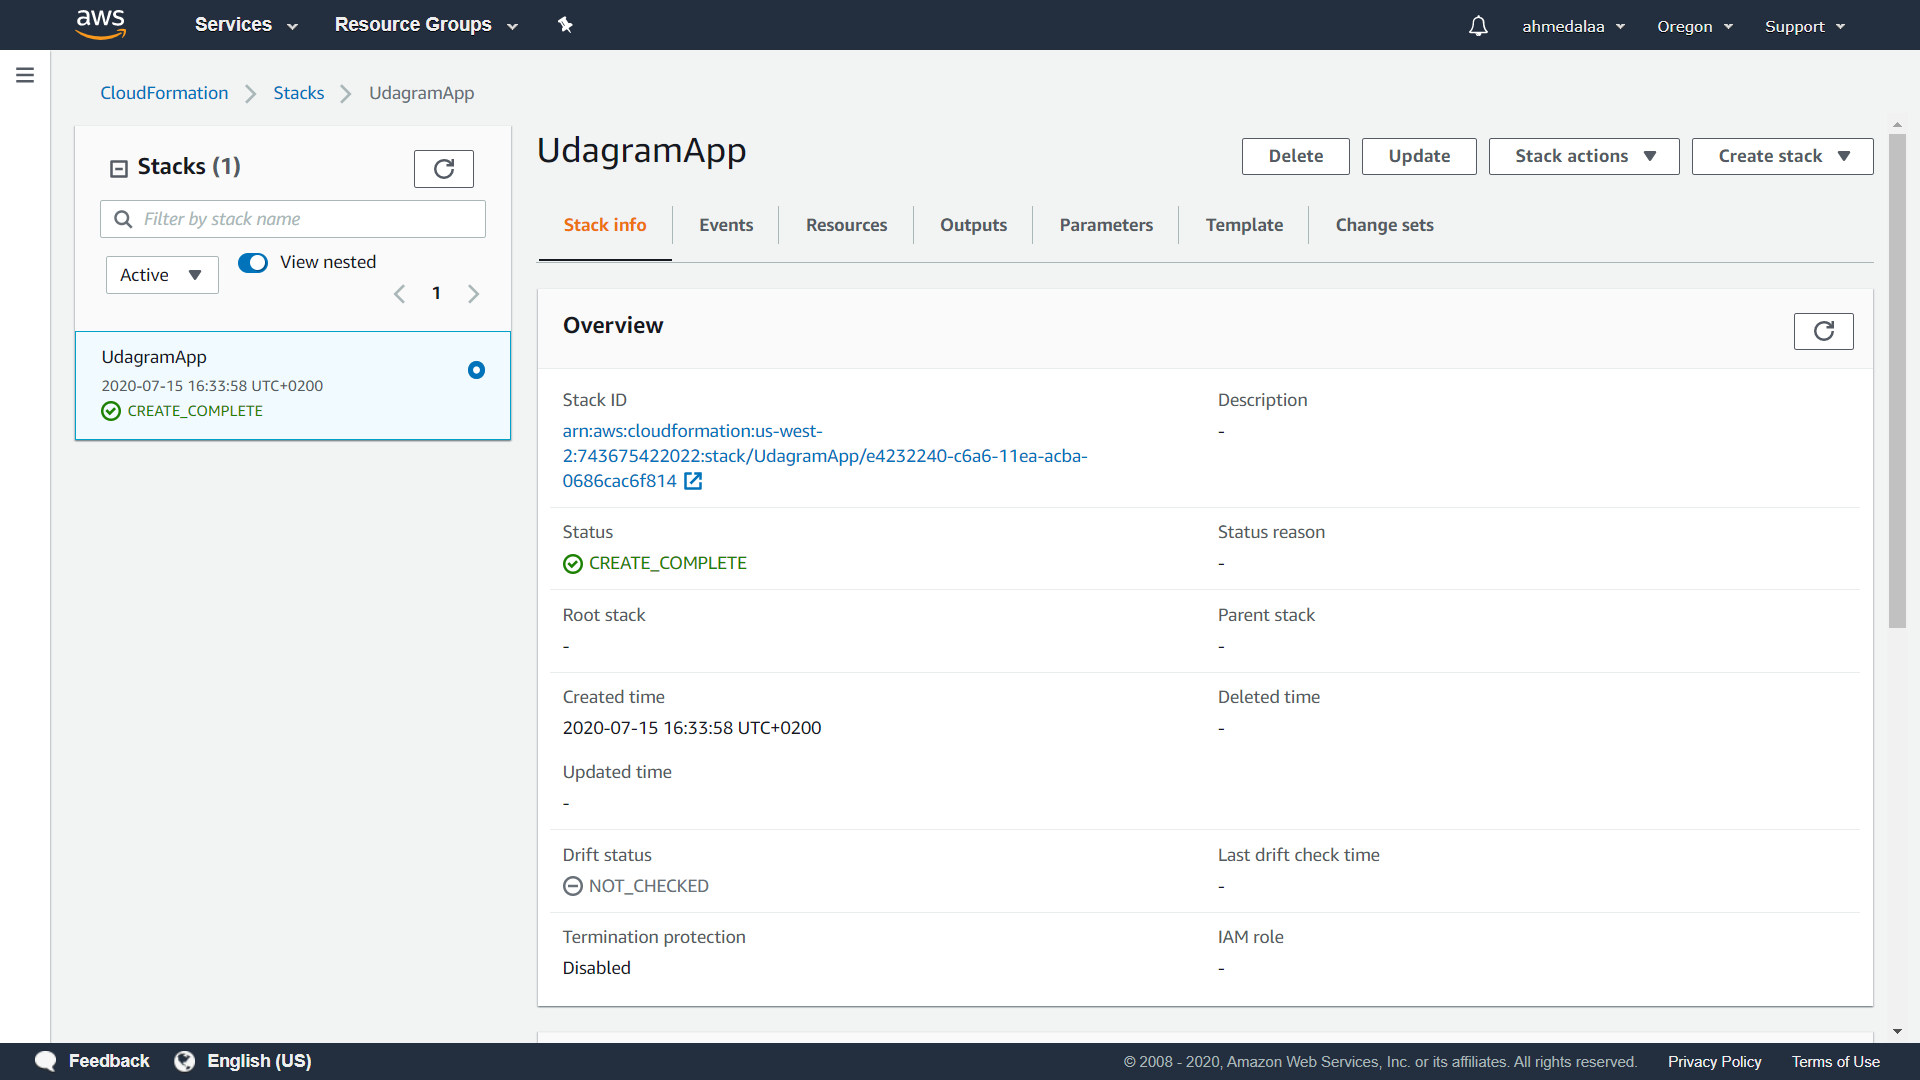 aws
Services
Resource Groups
ahmedalaa
Oregon
Support
CloudFormation
Stacks
UdagramApp
Stacks (1)
Filter by stack name
Active
View nested
1
UdagramApp
2020-07-15 16:33:58 UTC+0200
CREATE_COMPLETE
UdagramApp
Delete
Update
Stack actions
Create stack
Stack info
Events
Resources
Outputs
Parameters
Template
Change sets
Overview
Stack ID
arn:aws:cloudformation:us-west-
2:743675422022:stack/UdagramApp/e4232240-c6a6-11ea-acba-
0686cac6f814
Description
-
Status
CREATE_COMPLETE
Status reason
-
Root stack
-
Parent stack
-
Created time
2020-07-15 16:33:58 UTC+0200
Deleted time
-
Updated time
-
Drift status
NOT_CHECKED
Last drift check time
-
Termination protection
Disabled
IAM role
-
Feedback
English (US)
© 2008 - 2020, Amazon Web Services, Inc. or its affiliates. All rights reserved.
Privacy Policy
Terms of Use